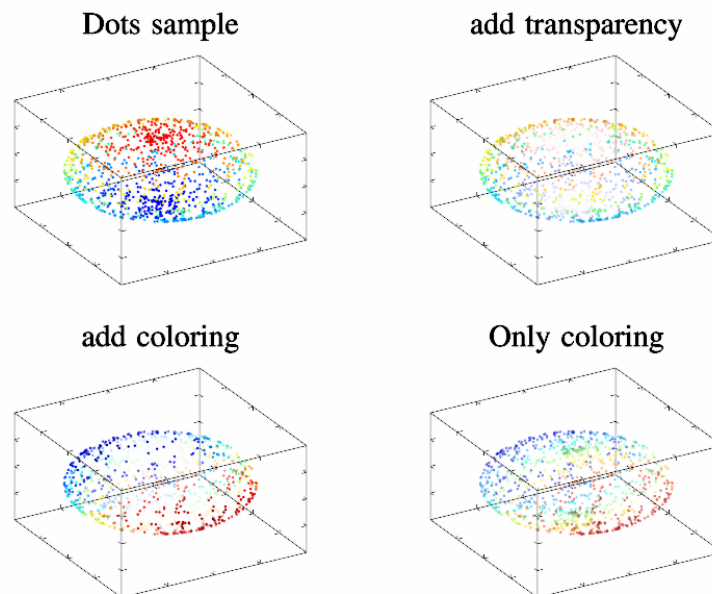 Dots sample
add transparency
add coloring
Only coloring